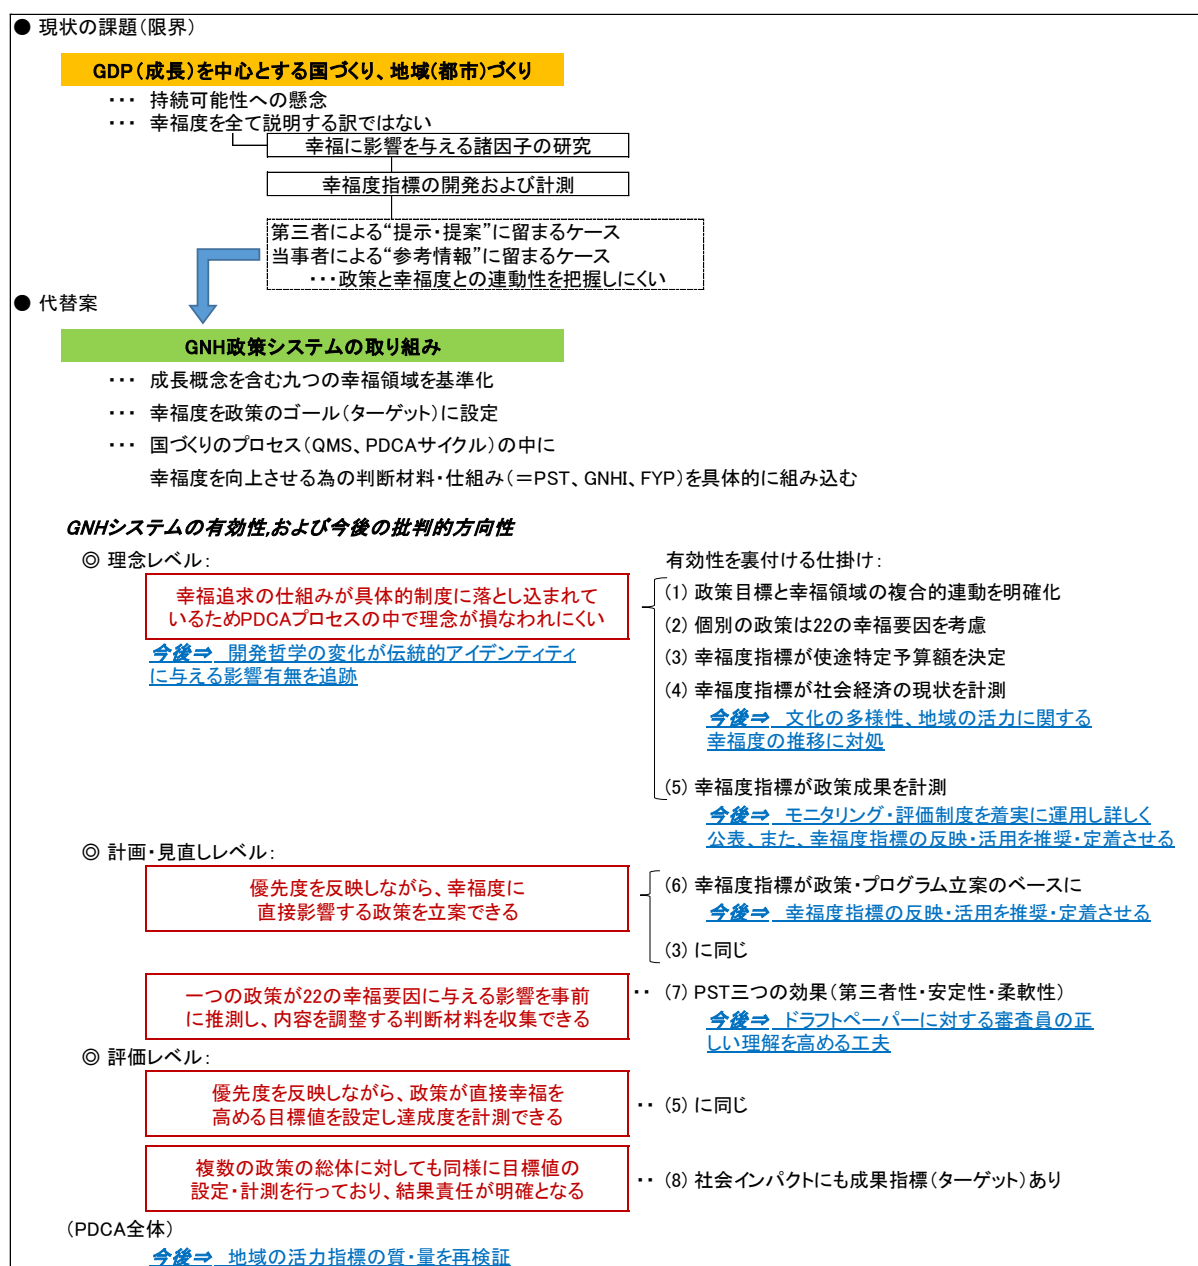 ● 現状の課題(限界)
GDP(成長)を中心とする国づくり、地域(都市)づくり
・・・ 持続可能性への懸念
・・・ 幸福度を全て説明する訳ではない
幸福に影響を与える諸因子の研究
幸福度指標の開発および計測
第三者による“提示・提案”に留まるケース
当事者による“参考情報”に留まるケース
・・・政策と幸福度との連動性を把握しにくい
● 代替案
GNH政策システムの取り組み
・・・ 成長概念を含む九つの幸福領域を基準化
・・・ 幸福度を政策のゴール(ターゲット)に設定
・・・ 国づくりのプロセス(QMS、PDCAサイクル)の中に
幸福度を向上させる為の判断材料・仕組み(=PST、GNHI、FYP)を具体的に組み込む
GNHシステムの有効性,および今後の批判的方向性
◎ 理念レベル:
幸福追求の仕組みが具体的制度に落とし込まれて
いるためPDCAプロセスの中で理念が損なわれにくい
今後⇒ 開発哲学の変化が伝統的アイデンティティ
に与える影響有無を追跡
有効性を裏付ける仕掛け:
(1) 政策目標と幸福領域の複合的連動を明確化
(2) 個別の政策は22の幸福要因を考慮
(3) 幸福度指標が使途特定予算額を決定
(4) 幸福度指標が社会経済の現状を計測
今後⇒ 文化の多様性、地域の活力に関する
幸福度の推移に対処
(5) 幸福度指標が政策成果を計測
今後⇒ モニタリング・評価制度を着実に運用し詳しく
公表、また、幸福度指標の反映・活用を推奨・定着させる
◎ 計画・見直しレベル:
優先度を反映しながら、幸福度に
直接影響する政策を立案できる
(6) 幸福度指標が政策・プログラム立案のベースに
今後⇒ 幸福度指標の反映・活用を推奨・定着させる
(3) に同じ
一つの政策が22の幸福要因に与える影響を事前
に推測し、内容を調整する判断材料を収集できる
・・ (7) PST三つの効果(第三者性・安定性・柔軟性)
今後⇒ ドラフトペーパーに対する審査員の正
しい理解を高める工夫
◎ 評価レベル:
優先度を反映しながら、政策が直接幸福を
高める目標値を設定し達成度を計測できる
・・ (5) に同じ
複数の政策の総体に対しても同様に目標値の
設定・計測を行っており、結果責任が明確となる
・・ (8) 社会インパクトにも成果指標(ターゲット)あり
(PDCA全体)
今後⇒ 地域の活力指標の質・量を再検証